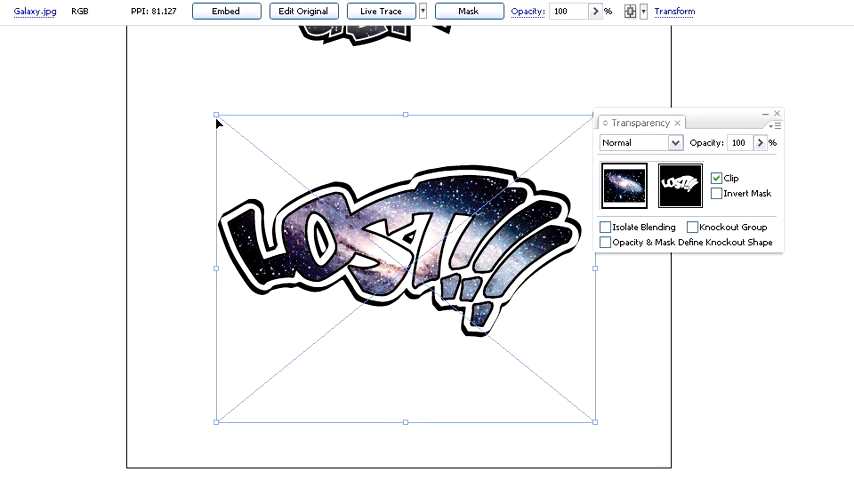 Galaxy.jpg RGB PPI: 81.127 Embed Edit Original Live Trace Mask Opacity: 100 % Transform
Transparency
Normal Opacity: 100 %
Clip
Invert Mask
Isolate Blending Knockout Group
Opacity & Mask Define Knockout Shape
LOST!!!
LOST!!!